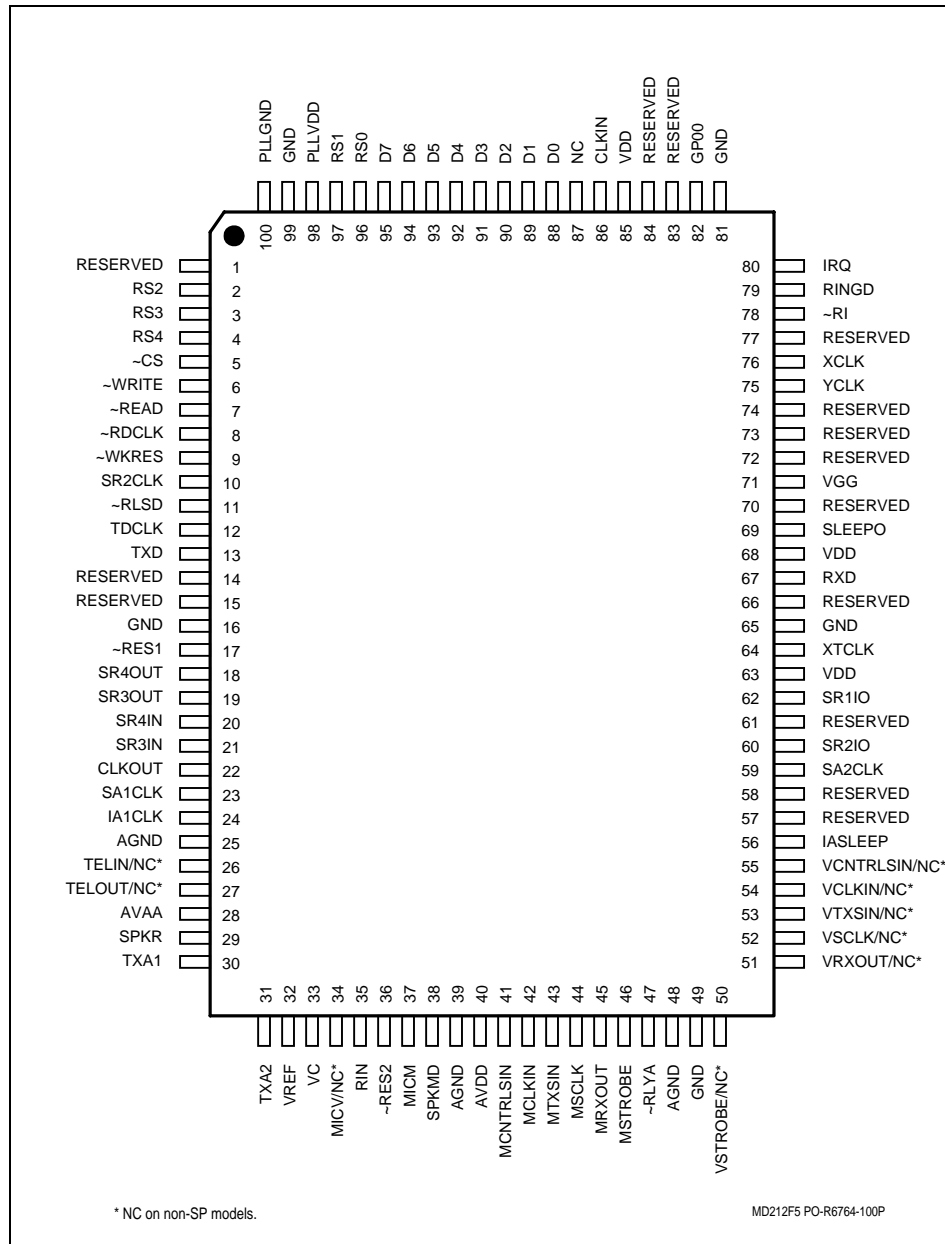 PLLGND
GND
PLLVDD
RS1
RS0
D7
D6
D5
D4
D3
D2
D1
D0
NC
CLKIN
VDD
RESERVED
RESERVED
GP00
GND
100 99 98 97 96 95 94 93 92 91 90 89 88 87 86 85 84 83 82 81
RESERVED 1 80 IRQ
RS2 2 79 RINGD
RS3 3 78 ~RI
RS4 4 77 RESERVED
~CS 5 76 XCLK
~WRITE 6 75 YCLK
~READ 7 74 RESERVED
~RDCLK 8 73 RESERVED
~WKRES 9 72 RESERVED
SR2CLK 10 71 VGG
~RLSD 11 70 RESERVED
TDCLK 12 69 SLEEPO
TXD 13 68 VDD
RESERVED 14 67 RXD
RESERVED 15 66 RESERVED
GND 16 65 GND
~RES1 17 64 XTCLK
SR4OUT 18 63 VDD
SR3OUT 19 62 SR1IO
SR4IN 20 61 RESERVED
SR3IN 21 60 SR2IO
CLKOUT 22 59 SA2CLK
SA1CLK 23 58 RESERVED
IA1CLK 24 57 RESERVED
AGND 25 56 IASLEEP
TELIN/NC* 26 55 VCNTRLSIN/NC*
TELOUT/NC* 27 54 VCLKIN/NC*
AVAA 28 53 VTXSIN/NC*
SPKR 29 52 VSCLK/NC*
TXA1 30 51 VRXOUT/NC*
31 32 33 34 35 36 37 38 39 40 41 42 43 44 45 46 47 48 49 50
TXA2
VREF
VC
MICV/NC*
RIN
~RES2
MICM
SPKMD
AGND
AVDD
MCNTRLSIN
MCLKIN
MTXSIN
MSCLK
MRXOUT
MSTROBE
~RLYA
AGND
GND
VSTROBE/NC*
* NC on non-SP models.
MD212F5 PO-R6764-100P